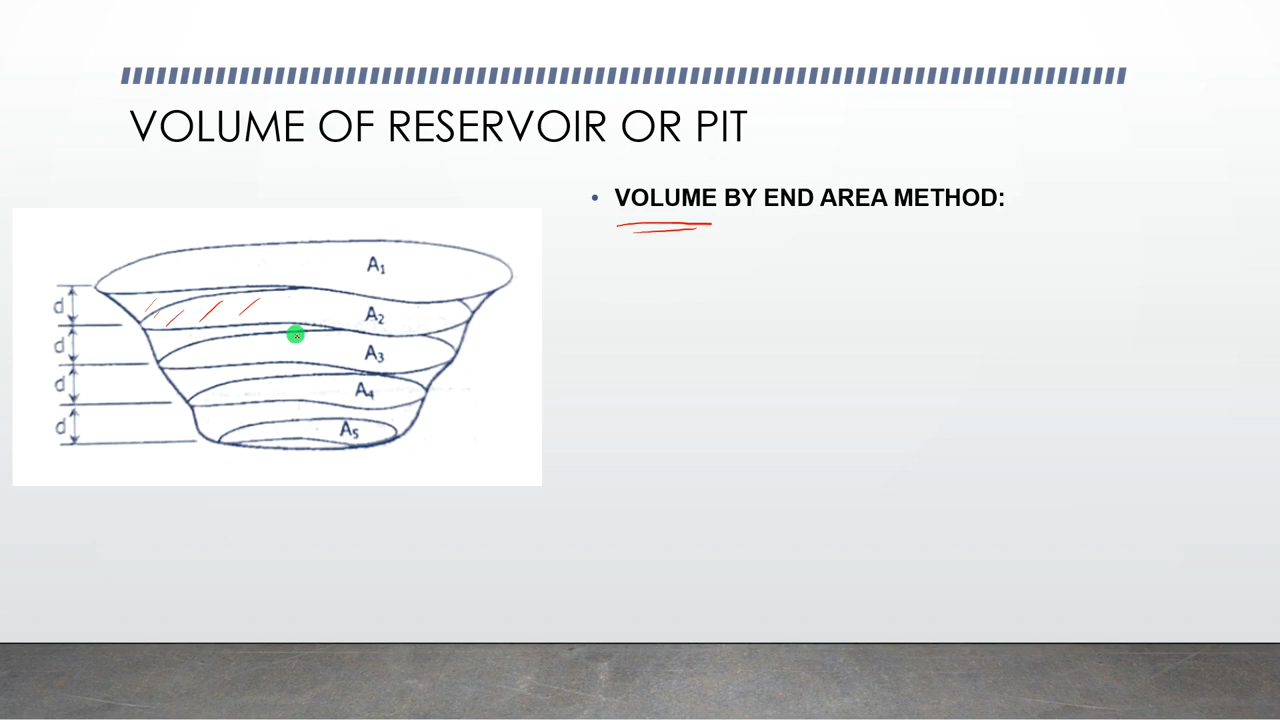 VOLUME OF RESERVOIR OR PIT
• VOLUME BY END AREA METHOD:
A₁
d
A₂
d
A₃
d
A₄
d
A₅